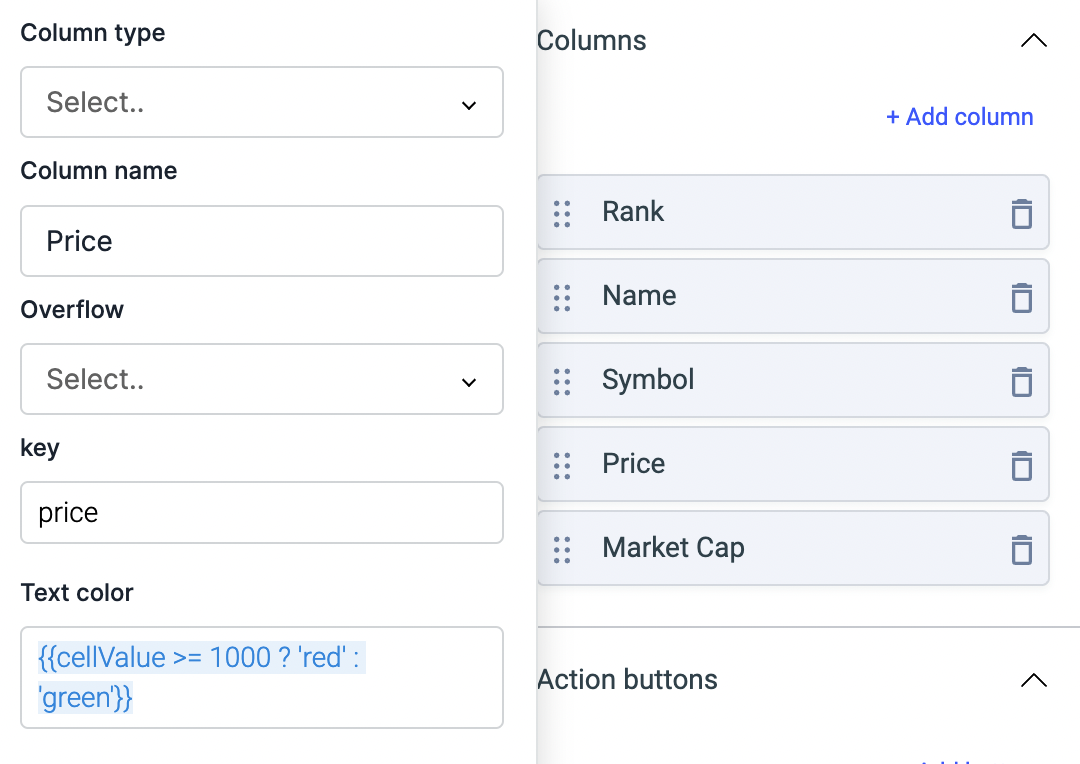 Column type
Select..
Column name
Price
Overflow
Select..
key
price
Text color
{{cellValue >= 1000 ? 'red' :
'green'}}
Columns
+ Add column
Rank
Name
Symbol
Price
Market Cap
Action buttons